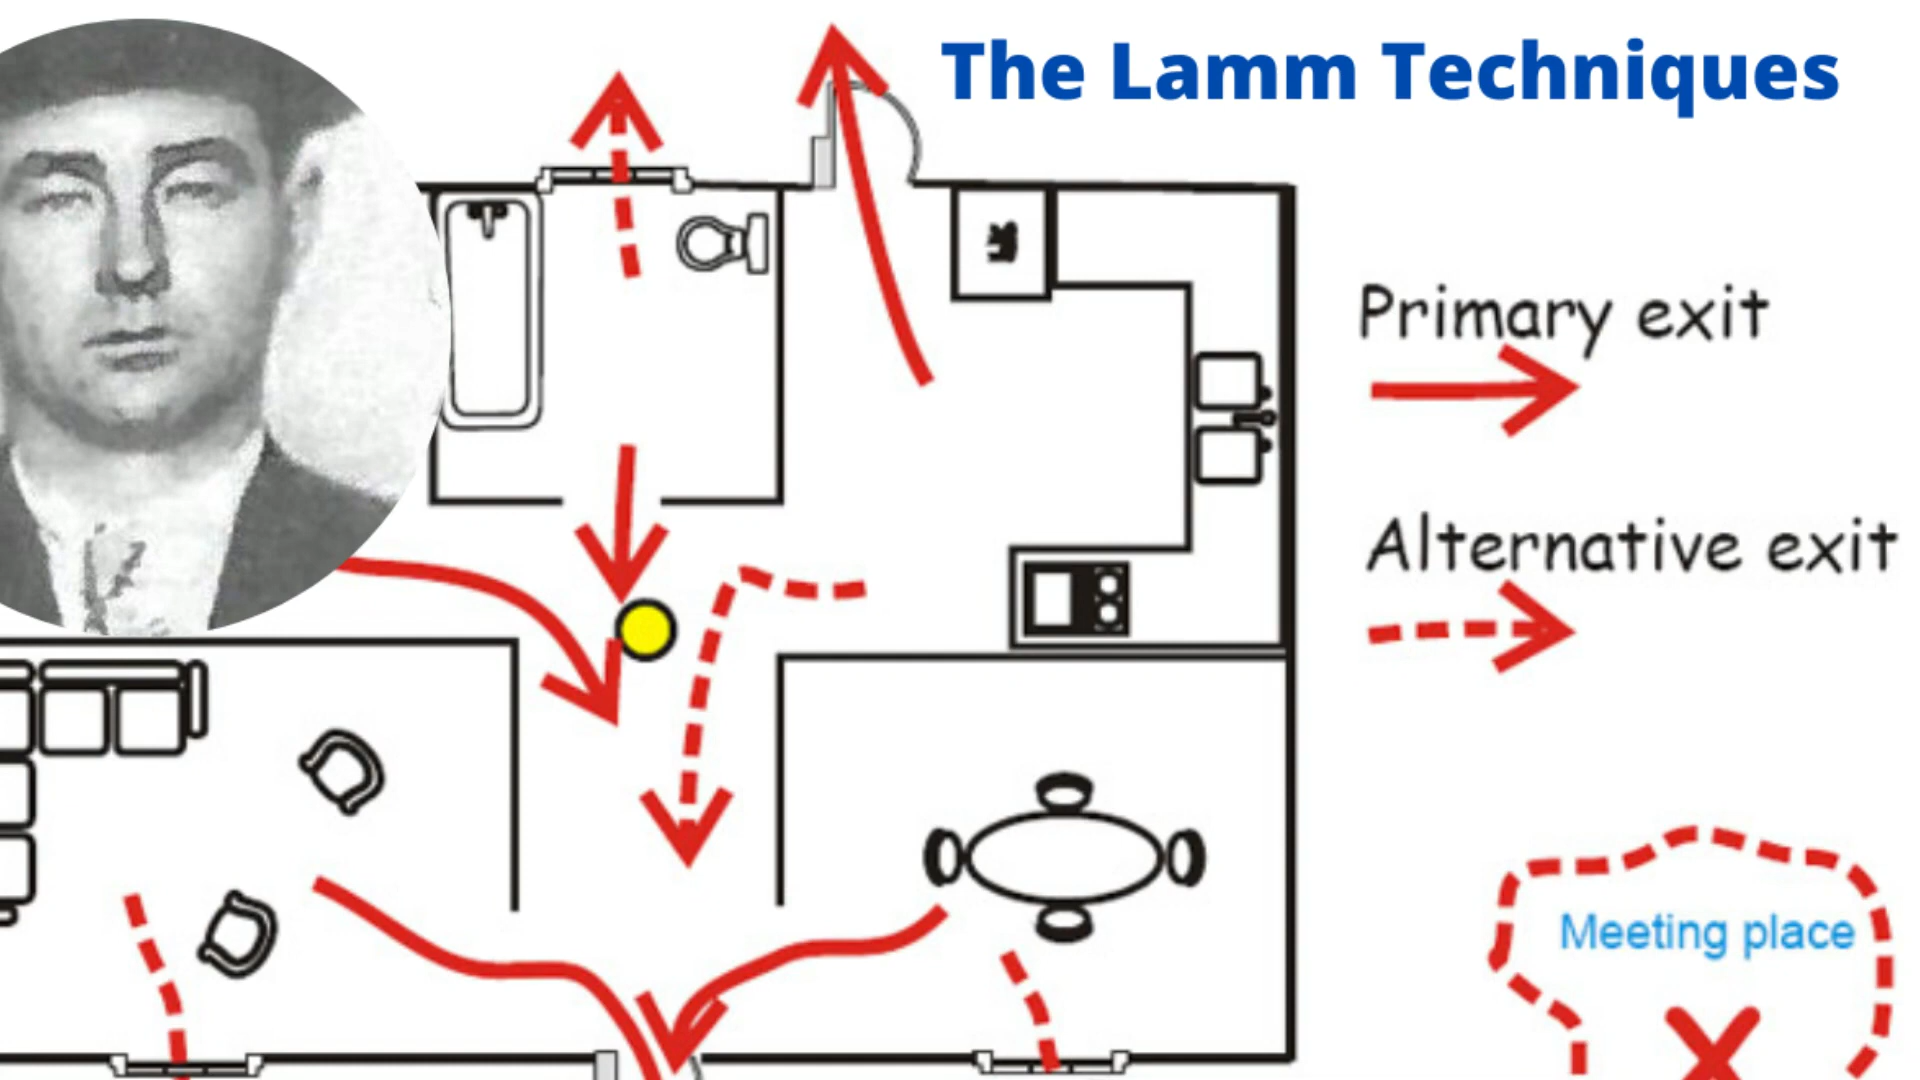 The Lamm Techniques
Primary exit
Alternative exit
Meeting place